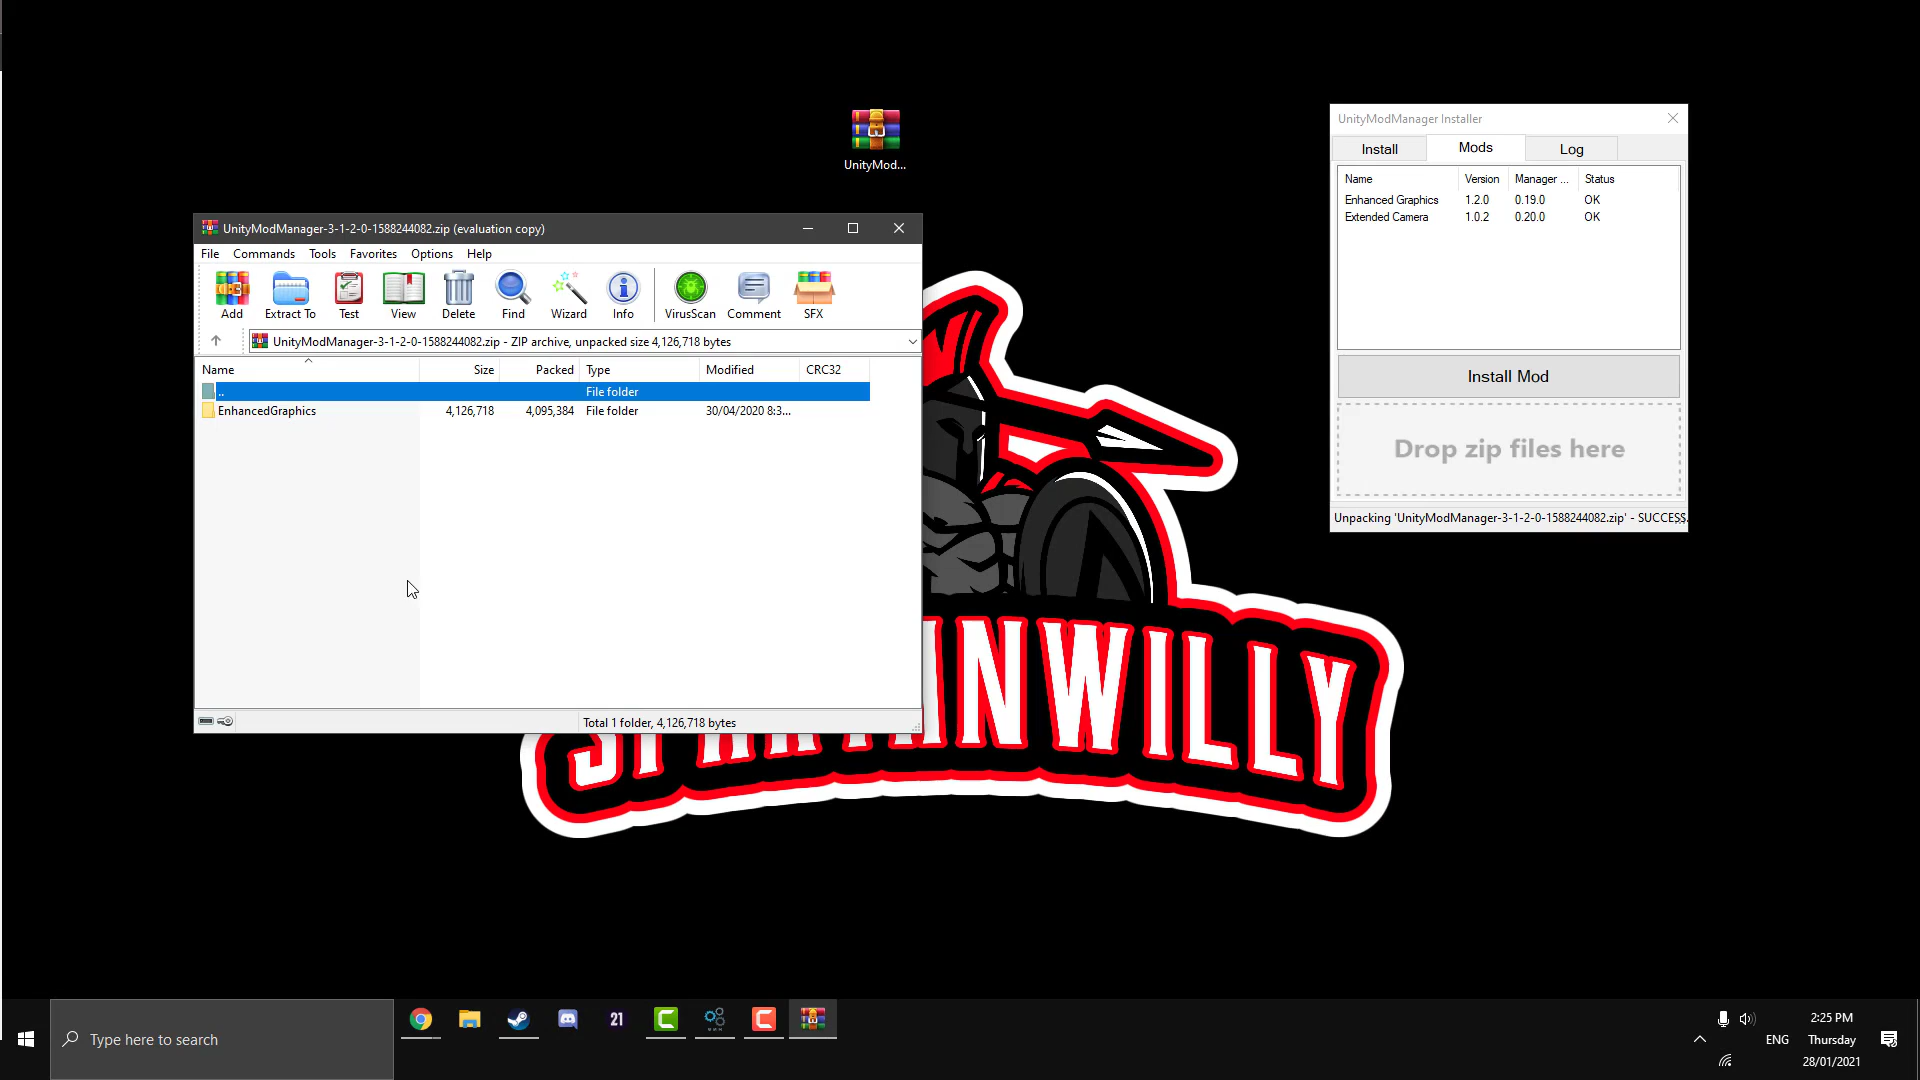 UnityMod...
UnityModManager Installer
Install
Mods
Log
Name
Version
Manager ...
Status
Enhanced Graphics
1.2.0
0.19.0
OK
Extended Camera
1.0.2
0.20.0
OK
Install Mod
Drop zip files here
Unpacking 'UnityModManager-3-1-2-0-1588244082.zip' - SUCCESS.
UnityModManager-3-1-2-0-1588244082.zip (evaluation copy)
File
Commands
Tools
Favorites
Options
Help
Add
Extract To
Test
View
Delete
Find
Wizard
Info
VirusScan
Comment
SFX
UnityModManager-3-1-2-0-1588244082.zip - ZIP archive, unpacked size 4,126,718 bytes
Name
Size
Packed
Type
Modified
CRC32
..
File folder
EnhancedGraphics
4,126,718
4,095,384
File folder
30/04/2020 8:3...
Total 1 folder, 4,126,718 bytes
SPARTANWILLY
Type here to search
21
ENG
2:25 PM
Thursday
28/01/2021